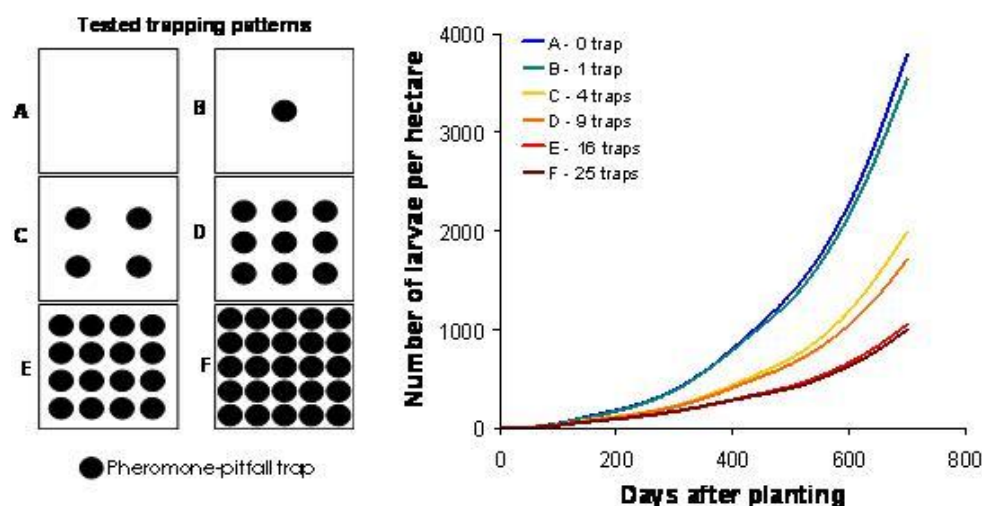 Tested trapping patterns
A
B
C
D
E
F
Pheromone-pitfall trap
Number of larvae per hectare
4000
3000
2000
1000
0
A - 0 trap
B - 1 trap
C - 4 traps
D - 9 traps
E - 16 traps
F - 25 traps
0 200 400 600 800
Days after planting